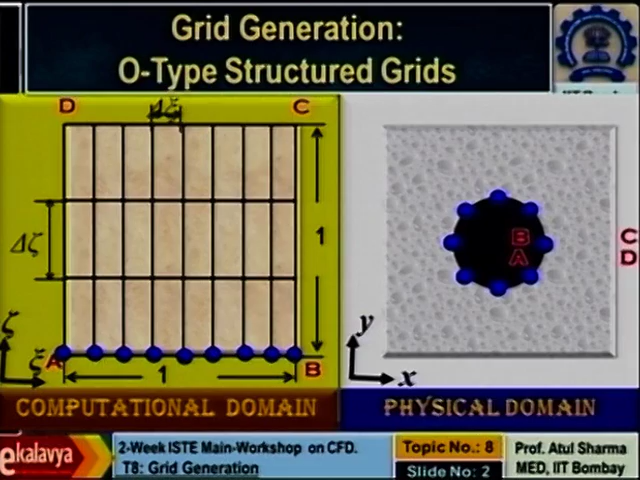 Grid Generation:
O-Type Structured Grids
D
Δξ
C
Δζ
1
ζ
A
ξ
1
B
B
A
C
D
y
x
COMPUTATIONAL DOMAIN
PHYSICAL DOMAIN
ekalavya
2-Week ISTE Main-Workshop on CFD.
T8: Grid Generation
Topic No.: 8
Slide No: 2
Prof. Atul Sharma
MED, IIT Bombay